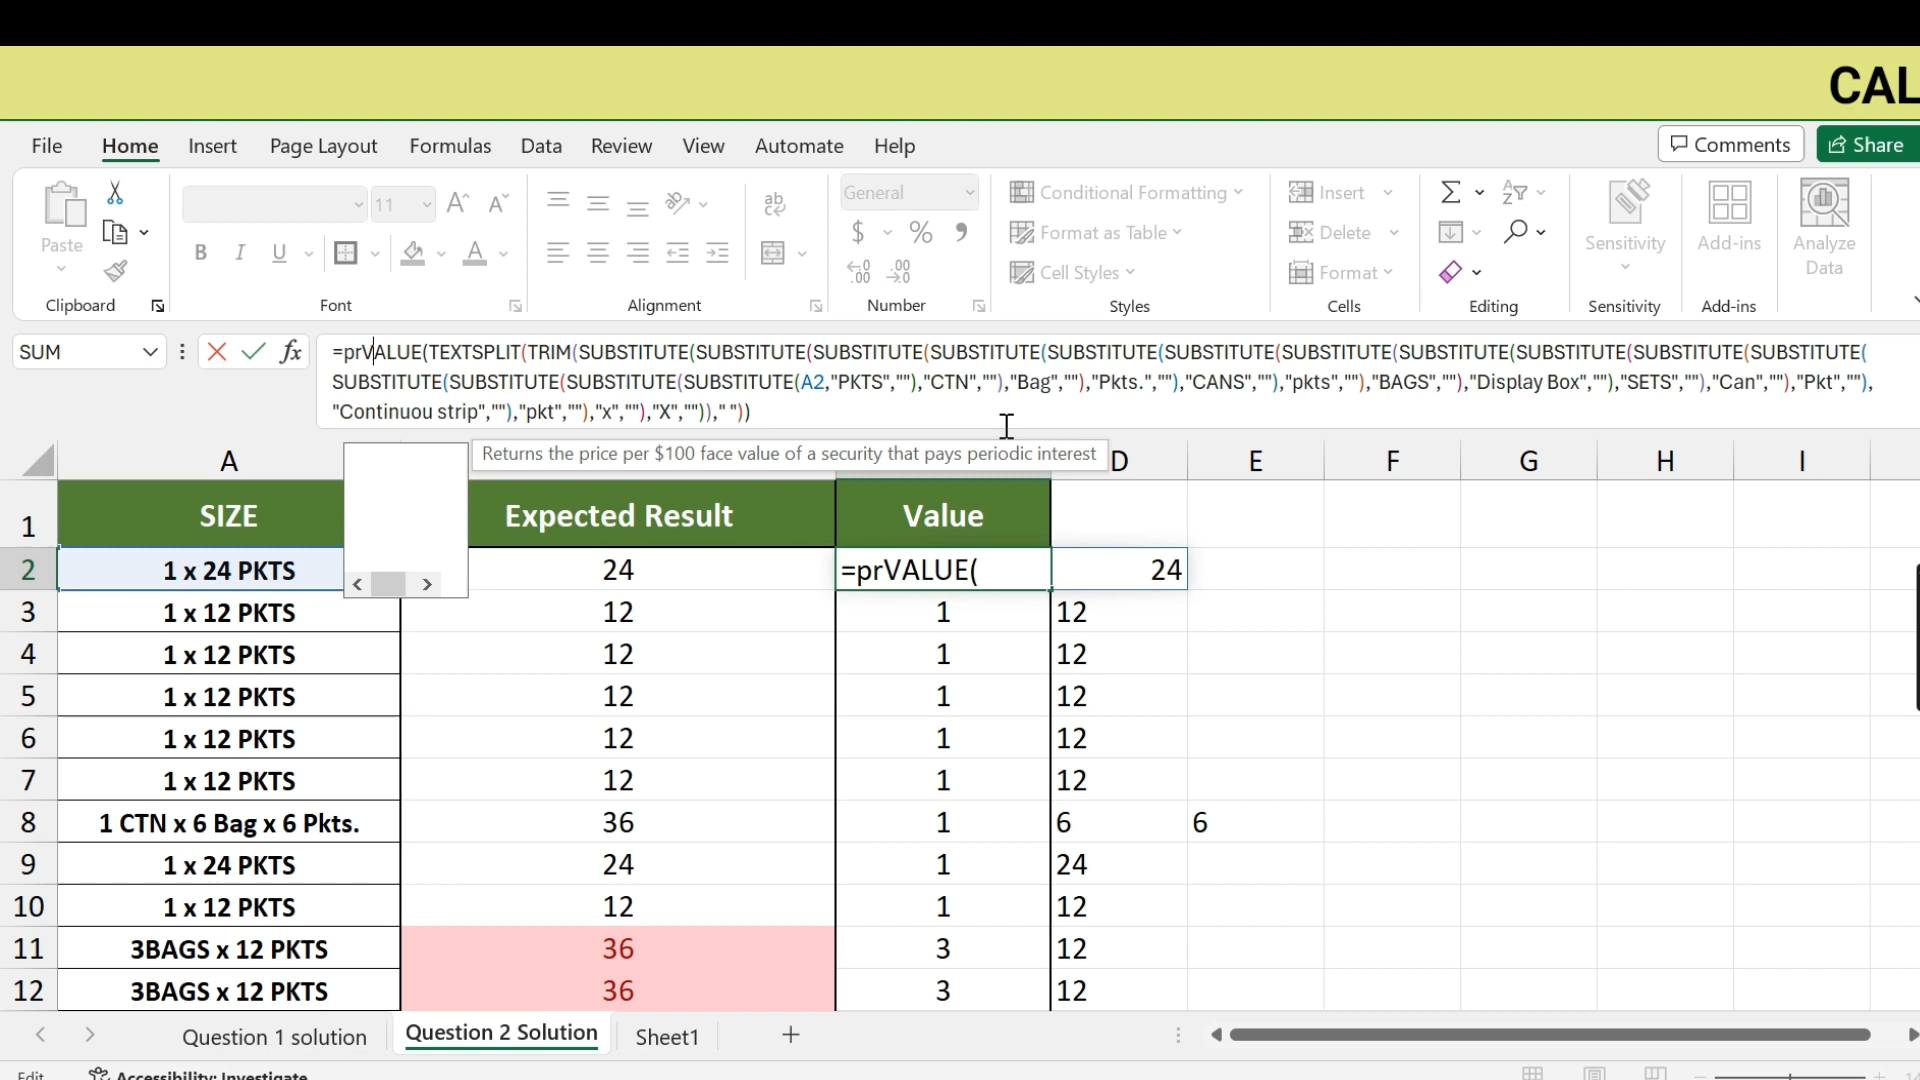 CAL
File Home Insert Page Layout Formulas Data Review View Automate Help Comments Share
General
11
Paste
Conditional Formatting
Format as Table
Cell Styles
Insert
Delete
Format
Sensitivity Add-ins Analyze Data
Clipboard Font Alignment Number Styles Cells Editing Sensitivity Add-ins
SUM
=prVALUE(TEXTSPLIT(TRIM(SUBSTITUTE(SUBSTITUTE(SUBSTITUTE(SUBSTITUTE(SUBSTITUTE(SUBSTITUTE(SUBSTITUTE(SUBSTITUTE(SUBSTITUTE(SUBSTITUTE(SUBSTITUTE(
SUBSTITUTE(SUBSTITUTE(SUBSTITUTE(SUBSTITUTE(A2,"PKTS",""),"CTN",""),"Bag",""),"Pkts.",""),"CANS",""),"pkts",""),"BAGS",""),"Display Box",""),"SETS",""),"Can",""),"Pkt",""),
"Continuou strip",""),"pkt",""),"x",""),"X",""))," "))
Returns the price per $100 face value of a security that pays periodic interest
A D E F G H I
1 SIZE Expected Result Value
2 1 x 24 PKTS 24 =prVALUE( 24
3 1 x 12 PKTS 12 1 12
4 1 x 12 PKTS 12 1 12
5 1 x 12 PKTS 12 1 12
6 1 x 12 PKTS 12 1 12
7 1 x 12 PKTS 12 1 12
8 1 CTN x 6 Bag x 6 Pkts. 36 1 6 6
9 1 x 24 PKTS 24 1 24
10 1 x 12 PKTS 12 1 12
11 3BAGS x 12 PKTS 36 3 12
12 3BAGS x 12 PKTS 36 3 12
Question 1 solution Question 2 Solution Sheet1
Edit Accessibility: Investigate